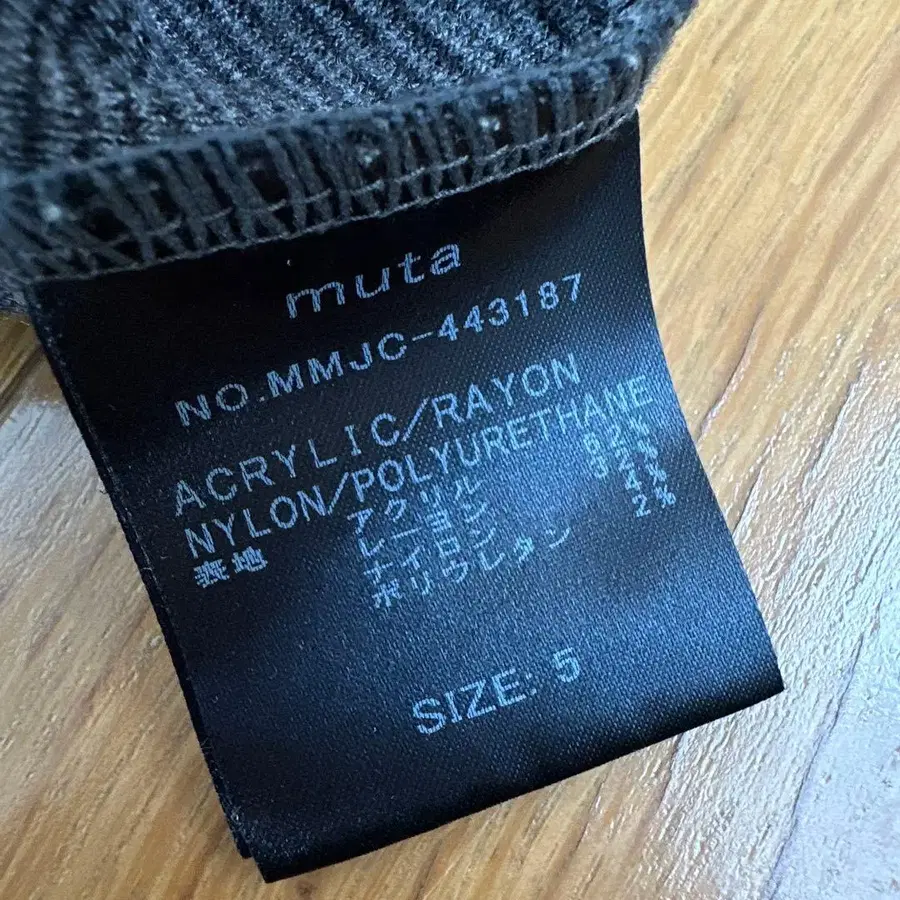 muta
NO.MMJC-443187
ACRYLIC/RAYON
NYLON/POLYURETHANE
表地 アクリル 62%
レーヨン 32%
ナイロン 4%
ポリウレタン 2%
SIZE: 5